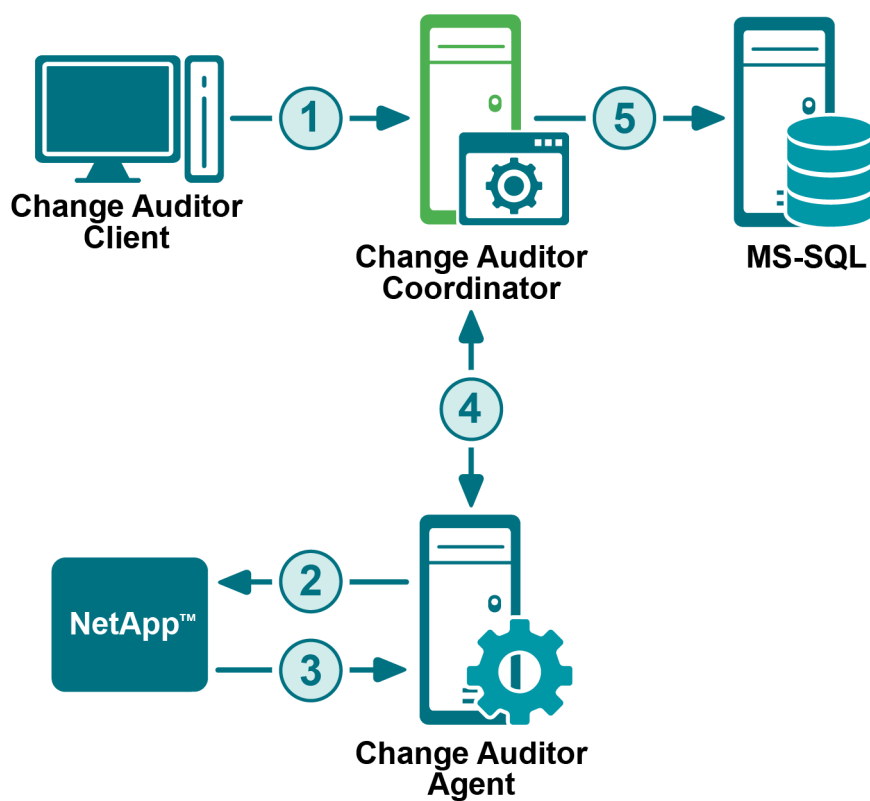 1
5
Change Auditor
Client
Change Auditor
Coordinator
MS-SQL
4
2
NetApp™
3
Change Auditor
Agent